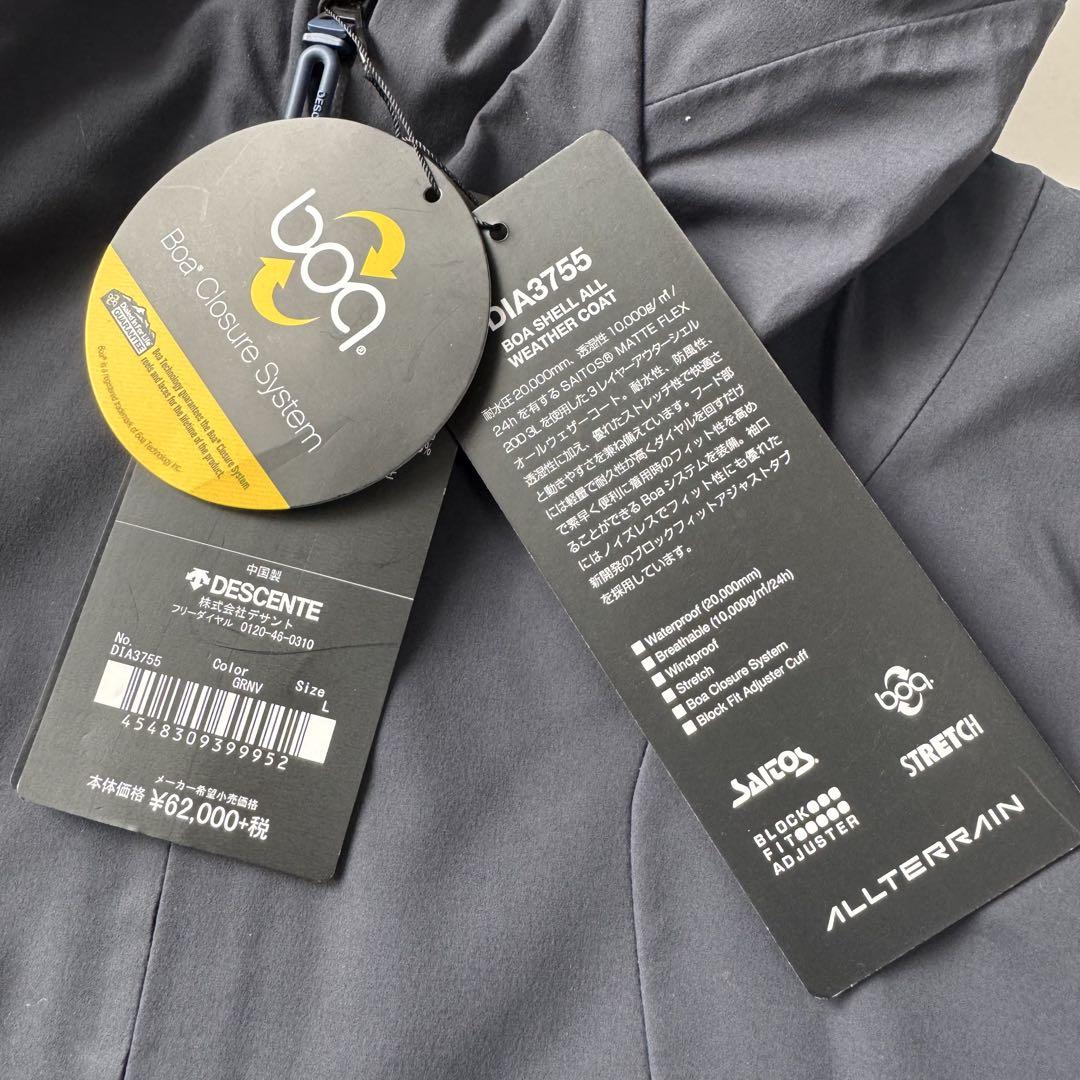 DESC
boa®
Boa® Closure System
Dialed In For Life
GUARANTEE
Boa Technology guarantees the Boa® Closure System
reels and laces for the lifetime of the product.
Boa® is a registered trademark of Boa Technology Inc.
中国製
DESCENTE
株式会社デサント
フリーダイヤル 0120-46-0310
No. Color Size
DIA3755 GRNV L
4548309399952
メーカー希望小売価格
本体価格 ¥62,000+税
DIA3755
BOA SHELL ALL
WEATHER COAT
耐水圧20,000mm、透湿性10,000g/㎡/
24hを有するSAITOS® MATTE FLEX
20D 3Lを使用した3レイヤーアウターシェル
オールウェザーコート。耐水性、防風性、
透湿性に加え、優れたストレッチ性で快適さ
と動きやすさを兼ね備えています。フード部
には軽量で耐久性が高くダイヤルを回すだけ
で素早く便利に着用時のフィット性を高め
ることができるBoaシステムを装備。袖口
にはノイズレスでフィット性にも優れた
新開発のブロックフィットアジャストタブ
を採用しています。
■ Waterproof (20,000mm)
■ Breathable (10,000g/㎡/24h)
■ Windproof
■ Stretch
■ Boa Closure System
■ Block Fit Adjuster Cuff
boa®
SAITOS®
STRETCH
BLOCK
FIT
ADJUSTER
ALLTERRAIN